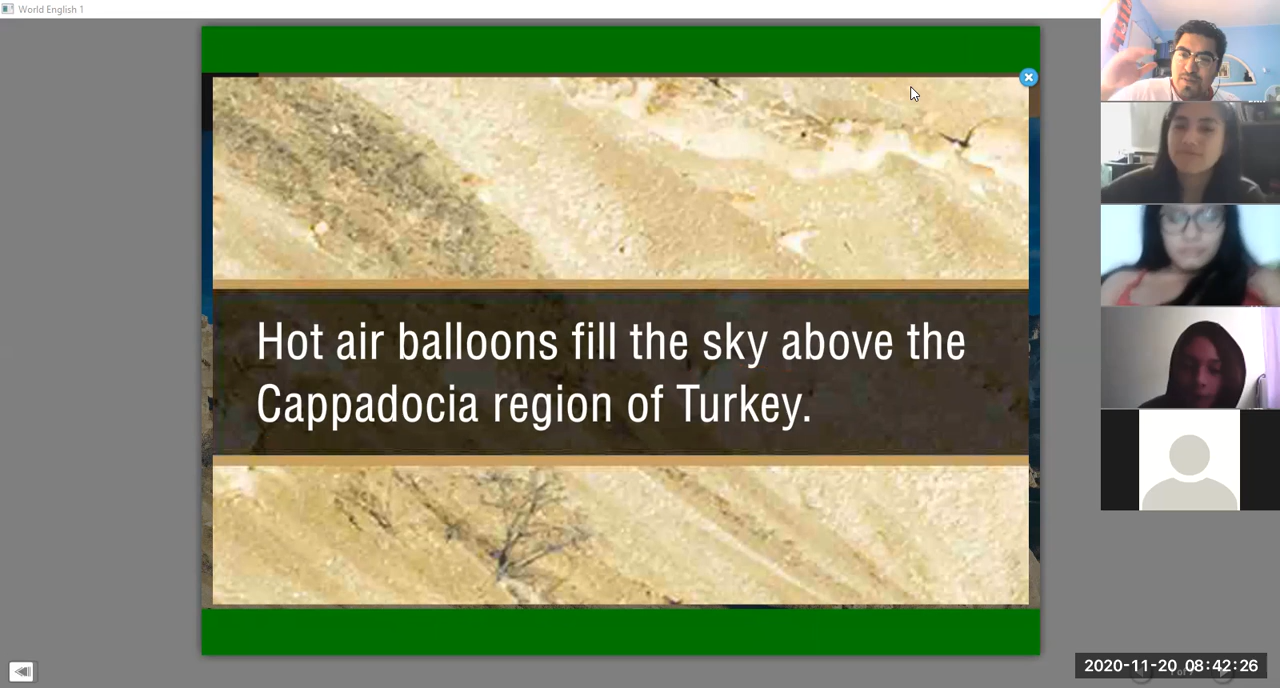 World English 1
Hot air balloons fill the sky above the
Cappadocia region of Turkey.
2020-11-20 08:42:26